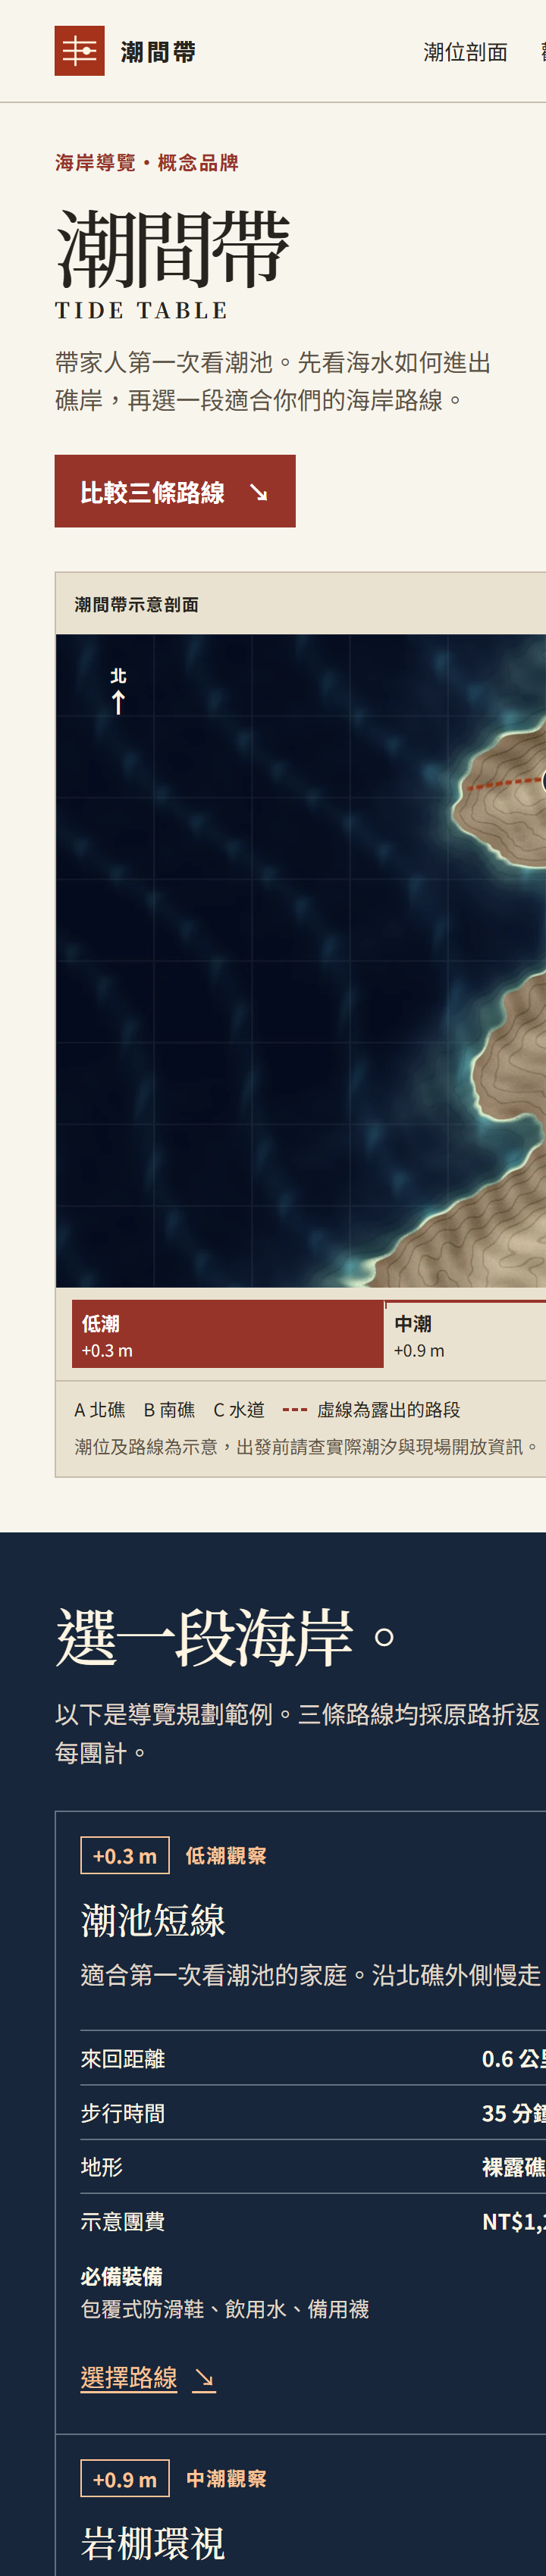 潮間帶
潮位剖面
海岸導覽・概念品牌
潮間帶
TIDE TABLE
帶家人第一次看潮池。先看海水如何進出
礁岸,再選一段適合你們的海岸路線。
比較三條路線 ↘
潮間帶示意剖面
北
↑
低潮
+0.3 m
中潮
+0.9 m
A 北礁 B 南礁 C 水道 虛線為露出的路段
潮位及路線為示意,出發前請查實際潮汐與現場開放資訊。
選一段海岸。
以下是導覽規劃範例。三條路線均採原路折返
每團計。
+0.3 m 低潮觀察
潮池短線
適合第一次看潮池的家庭。沿北礁外側慢走
來回距離 0.6 公
步行時間 35 分
地形 裸露礁
示意團費 NT$1,
必備裝備
包覆式防滑鞋、飲用水、備用襪
選擇路線 ↘
+0.9 m 中潮觀察
岩棚環視